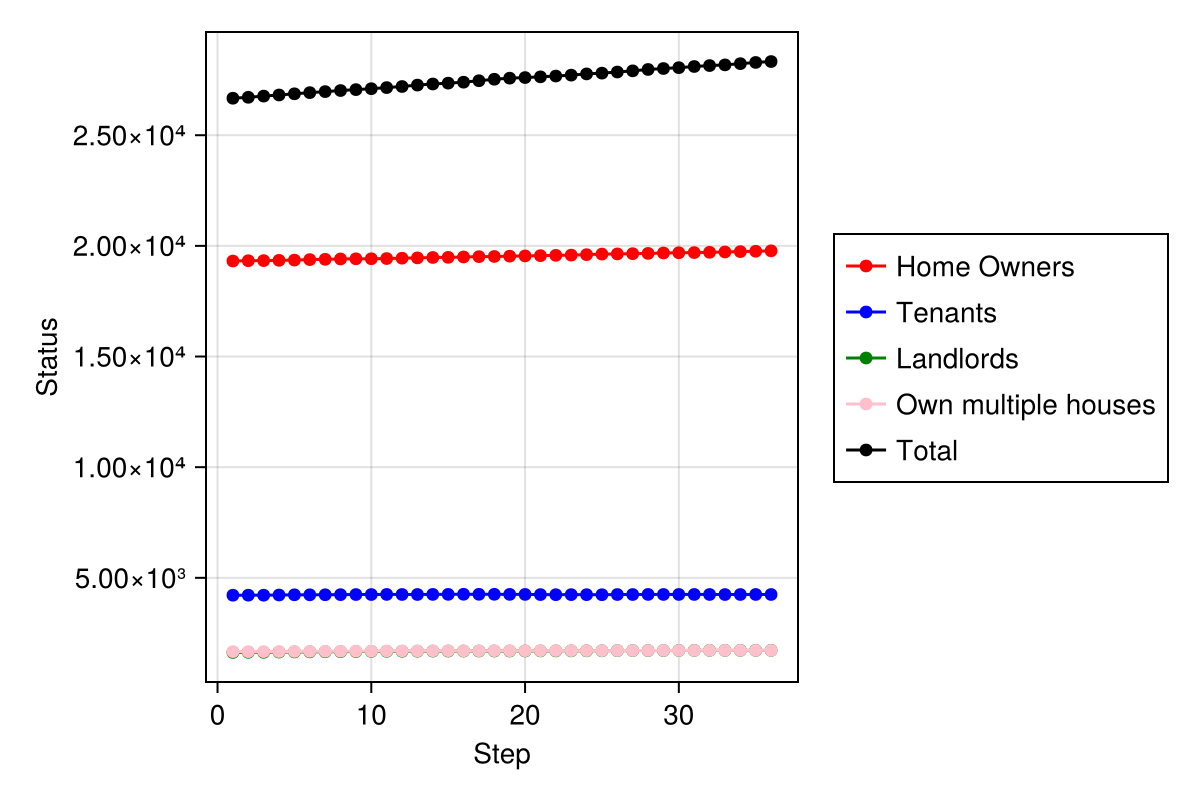 2.50×10⁴
2.00×10⁴
1.50×10⁴
1.00×10⁴
5.00×10³
Status
0 10 20 30
Step
Home Owners
Tenants
Landlords
Own multiple houses
Total